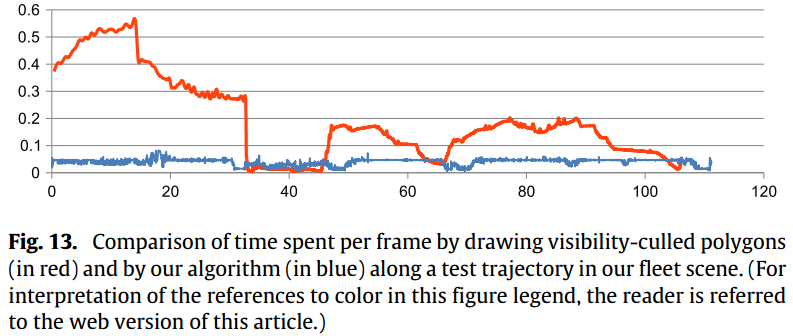 0.6
0.5
0.4
0.3
0.2
0.1
0
0 20 40 60 80 100 120
Fig. 13. Comparison of time spent per frame by drawing visibility-culled polygons
(in red) and by our algorithm (in blue) along a test trajectory in our fleet scene. (For
interpretation of the references to color in this figure legend, the reader is referred
to the web version of this article.)